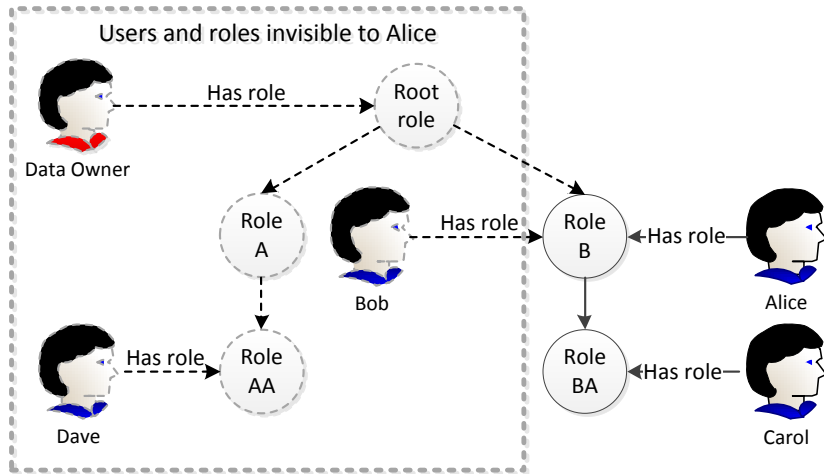 Users and roles invisible to Alice
Has role
Root
role
Data Owner
Role
A
Has role
Role
B
Has role
Bob
Alice
Has role
Role
AA
Role
BA
Has role
Dave
Carol